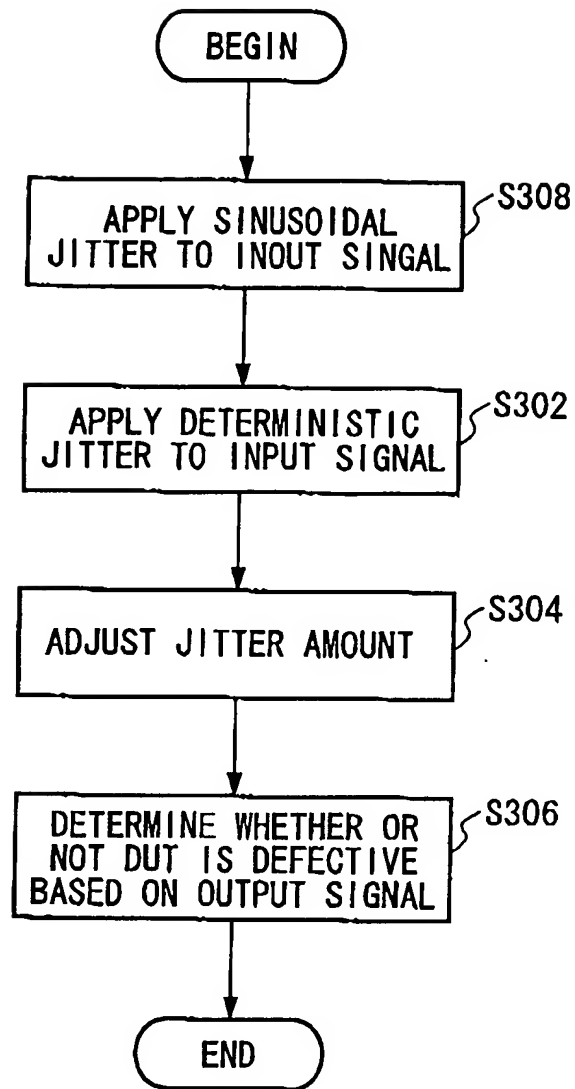 BEGIN
S308
APPLY SINUSOIDAL
JITTER TO INOUT SINGAL
S302
APPLY DETERMINISTIC
JITTER TO INPUT SIGNAL
S304
ADJUST JITTER AMOUNT
S306
DETERMINE WHETHER OR
NOT DUT IS DEFECTIVE
BASED ON OUTPUT SIGNAL
END